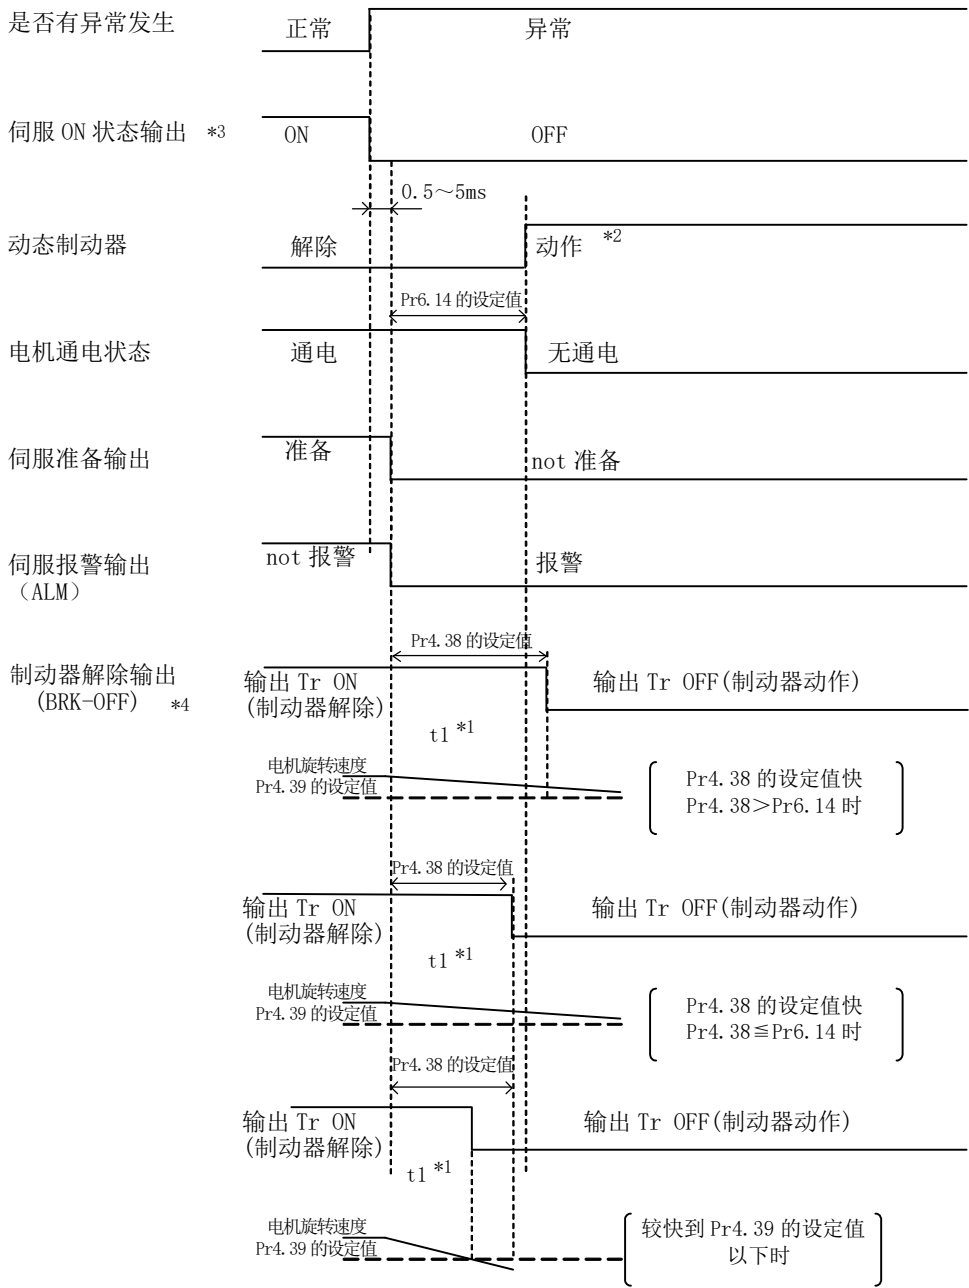 是否有异常发生
正常
异常
伺服 ON 状态输出 *3
ON
OFF
0.5～5ms
动态制动器
解除
动作 *2
Pr6.14 的设定值
电机通电状态
通电
无通电
伺服准备输出
准备
not 准备
伺服报警输出
（ALM）
not 报警
报警
Pr4.38 的设定值
制动器解除输出
(BRK-OFF) *4
输出 Tr ON
(制动器解除)
输出 Tr OFF(制动器动作)
t1 *1
电机旋转速度
Pr4.39 的设定值
Pr4.38 的设定值快
Pr4.38＞Pr6.14 时
Pr4.38 的设定值
输出 Tr ON
(制动器解除)
输出 Tr OFF(制动器动作)
t1 *1
电机旋转速度
Pr4.39 的设定值
Pr4.38 的设定值快
Pr4.38≦Pr6.14 时
Pr4.38 的设定值
输出 Tr ON
(制动器解除)
输出 Tr OFF(制动器动作)
t1 *1
电机旋转速度
Pr4.39 的设定值
较快到 Pr4.39 的设定值
以下时